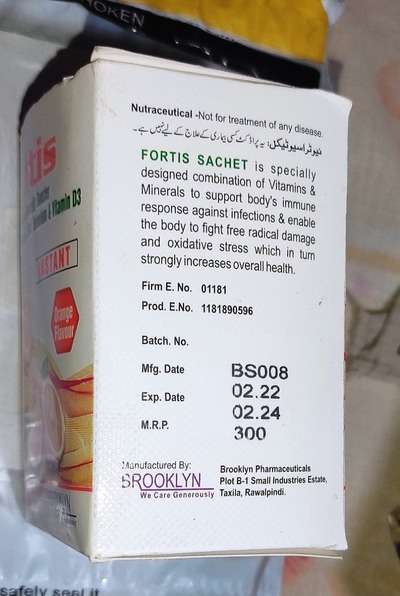 OKEN
Nutraceutical -Not for treatment of any disease.
نیوٹراسیوٹیکل: یہ پراڈکٹ کسی بیماری کے علاج کے لیے نہیں ہے۔
FORTIS SACHET is specially
designed combination of Vitamins &
Minerals to support body's immune
response against infections & enable
the body to fight free radical damage
and oxidative stress which in turn
strongly increases overall health.
Firm E. No. 01181
Prod. E.No. 1181890596
Batch. No.
BS008
Mfg. Date
02.22
Exp. Date
02.24
M.R.P.
300
Manufactured By:
BROOKLYN
We Care Generously
Brooklyn Pharmaceuticals
Plot B-1 Small Industries Estate,
Taxila, Rawalpindi.
tis
& Vitamin D3
STANT
Orange
Flavour
safely seal it